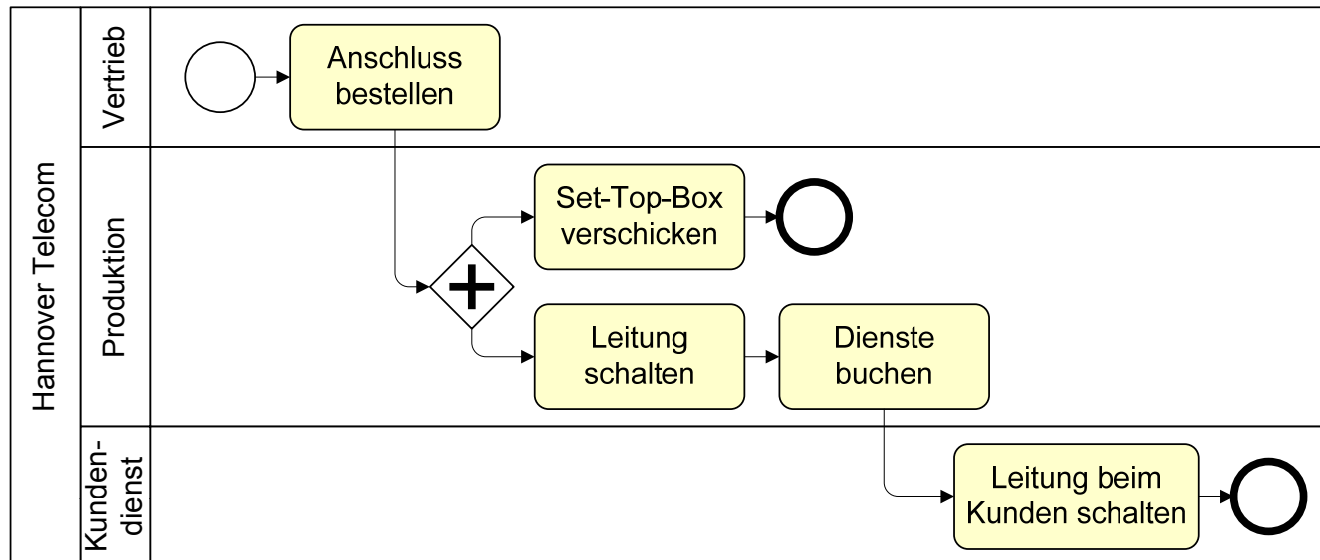 Hannover Telecom
Vertrieb
Anschluss
bestellen
Produktion
Set-Top-Box
verschicken
Leitung
schalten
Dienste
buchen
Kunden-
dienst
Leitung beim
Kunden schalten